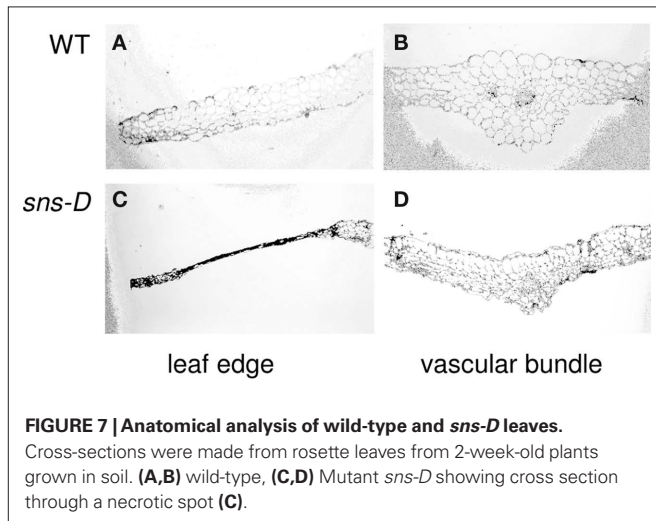 WT
A
B
sns-D
C
D
leaf edge
vascular bundle
FIGURE 7 | Anatomical analysis of wild-type and sns-D leaves.
Cross-sections were made from rosette leaves from 2-week-old plants
grown in soil. (A,B) wild-type, (C,D) Mutant sns-D showing cross section
through a necrotic spot (C).